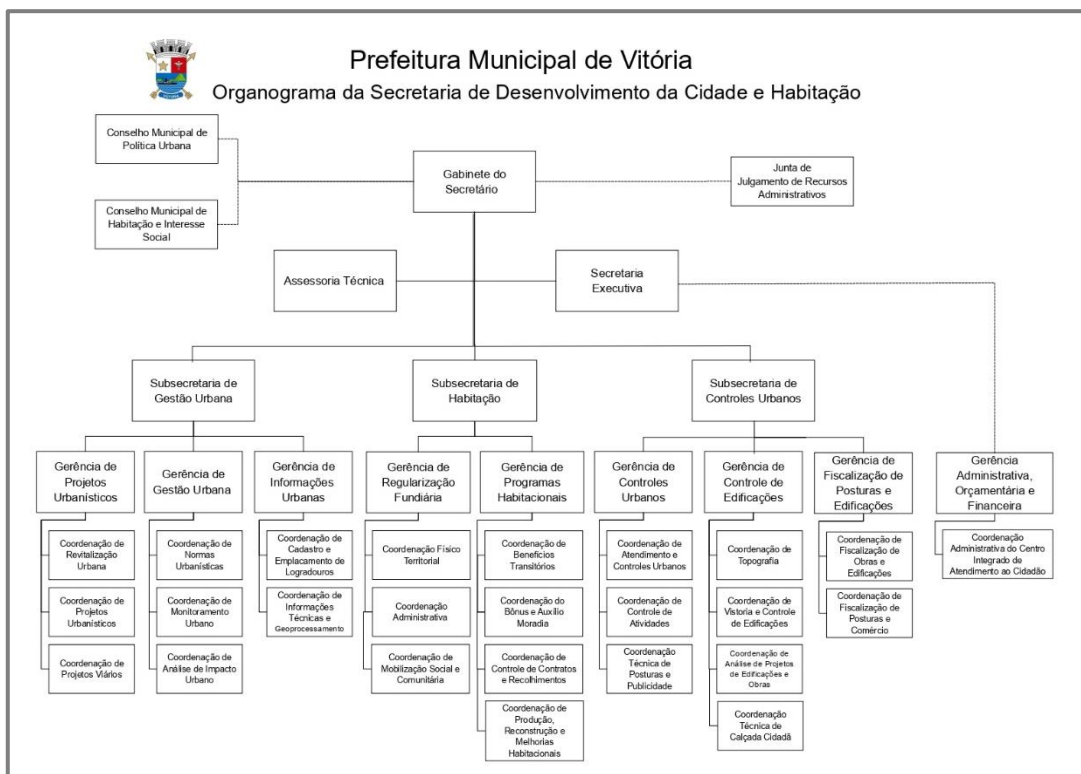 Prefeitura Municipal de Vitória
Organograma da Secretaria de Desenvolvimento da Cidade e Habitação
Conselho Municipal de
Política Urbana
Gabinete do
Secretário
Junta de
Julgamento de Recursos
Administrativos
Conselho Municipal de
Habitação e Interesse
Social
Assessoria Técnica
Secretaria
Executiva
Subsecretaria de
Gestão Urbana
Subsecretaria de
Habitação
Subsecretaria de
Controles Urbanos
Gerência de
Projetos
Urbanísticos
Gerência de
Gestão Urbana
Gerência de
Informações
Urbanas
Gerência de
Regularização
Fundiária
Gerência de
Programas
Habitacionais
Gerência de
Controles
Urbanos
Gerência de
Controle de
Edificações
Gerência de
Fiscalização de
Posturas e
Edificações
Gerência
Administrativa,
Orçamentária e
Financeira
Coordenação de
Revitalização
Urbana
Coordenação de
Projetos
Urbanísticos
Coordenação de
Projetos Viários
Coordenação de
Normas
Urbanísticas
Coordenação de
Monitoramento
Urbano
Coordenação de
Análise de Impacto
Urbano
Coordenação de
Cadastro e
Emplacamento de
Logradouros
Coordenação de
Informações
Técnicas e
Geoprocessamento
Coordenação Físico
Territorial
Coordenação
Administrativa
Coordenação de
Mobilização Social e
Comunitária
Coordenação de
Benefícios
Transitórios
Coordenação do
Bônus e Auxílio
Moradia
Coordenação de
Controle de Contratos
e Recolhimentos
Coordenação de
Produção,
Reconstrução e
Melhorias
Habitacionais
Coordenação de
Atendimento e
Controles Urbanos
Coordenação de
Controle de
Atividades
Coordenação
Técnica de
Posturas e
Publicidade
Coordenação de
Topografia
Coordenação de
Vistoria e Controle
de Edificações
Coordenação de
Análise de Projetos
de Edificações e
Obras
Coordenação
Técnica de
Calçada Cidadã
Coordenação de
Fiscalização de
Obras e
Edificações
Coordenação de
Fiscalização de
Posturas e
Comércio
Coordenação
Administrativa do Centro
Integrado de
Atendimento ao Cidadão